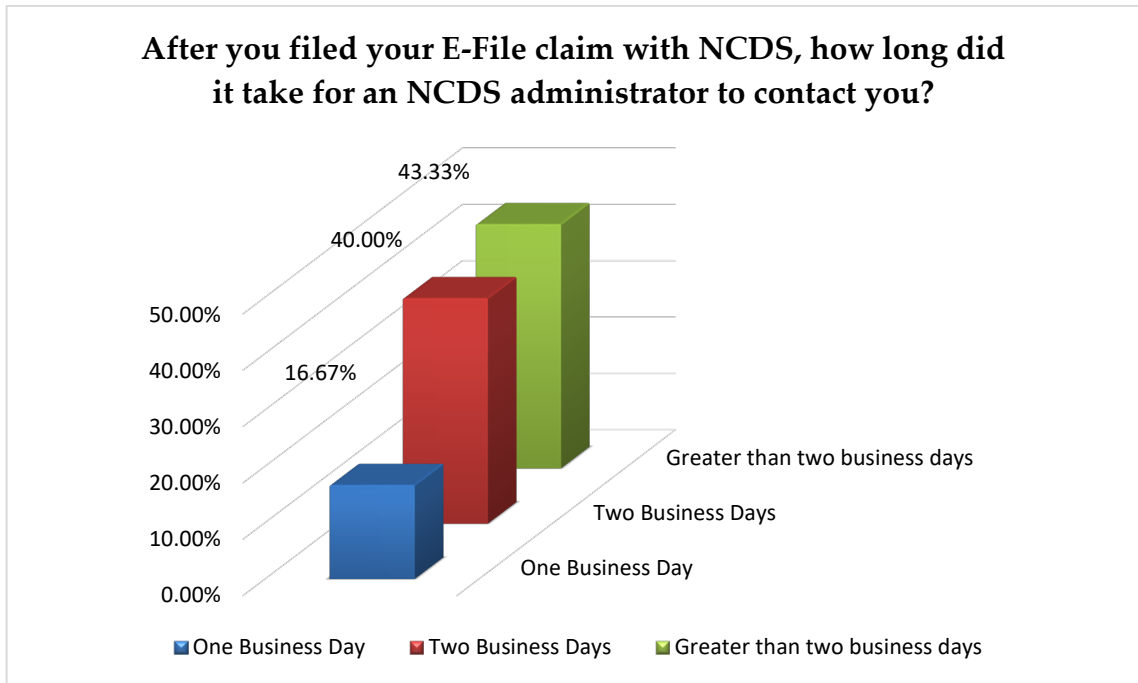 After you filed your E-File claim with NCDS, how long did
it take for an NCDS administrator to contact you?
43.33%
40.00%
16.67%
50.00%
40.00%
30.00%
20.00%
10.00%
0.00%
Greater than two business days
Two Business Days
One Business Day
One Business Day
Two Business Days
Greater than two business days